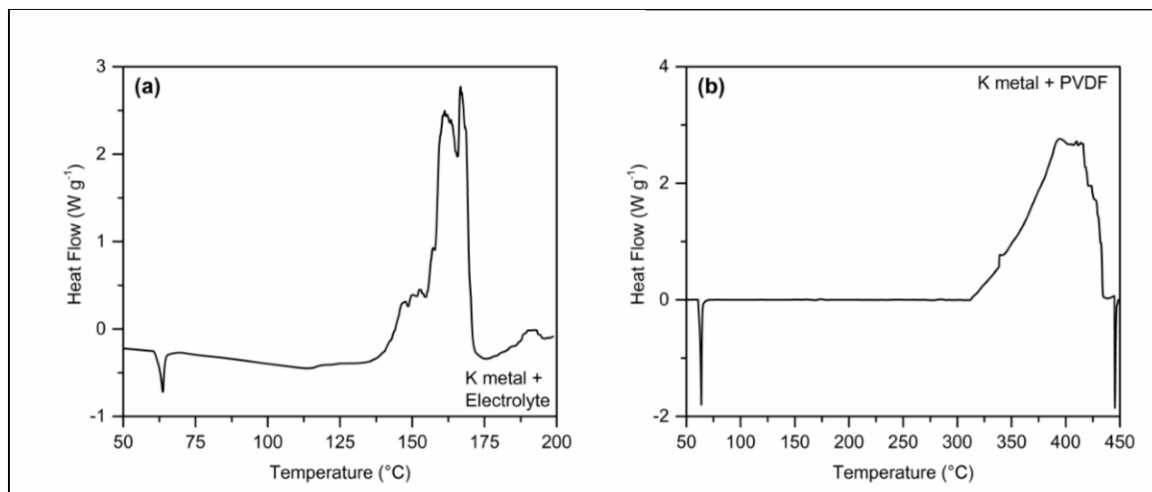 (a)
3
2
1
0
-1
Heat Flow (W g⁻¹)
K metal +
Electrolyte
50 75 100 125 150 175 200
Temperature (°C)
(b)
K metal + PVDF
4
2
0
-2
Heat Flow (W g⁻¹)
50 100 150 200 250 300 350 400 450
Temperature (°C)